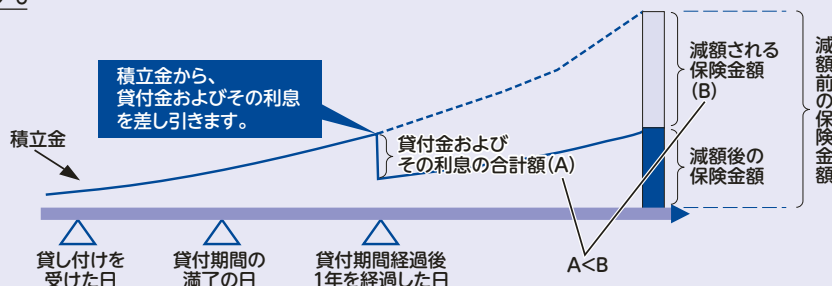 積立金から、
貸付金およびその利息
を差し引きます。
積立金
貸付金および
その利息の合計額(A)
減額される
保険金額
(B)
減額後の
保険金額
減額前の保険金額
貸し付けを
受けた日
貸付期間の
満了の日
貸付期間経過後
1年を経過した日
A<B